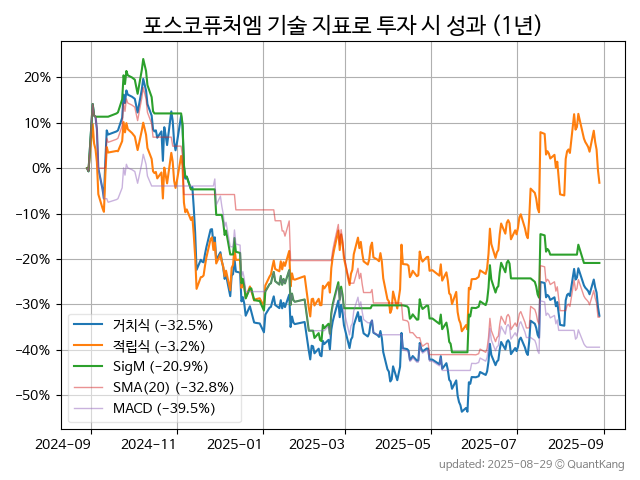 포스코퓨처엠 기술 지표로 투자 시 성과 (1년)
20%
10%
0%
−10%
−20%
−30%
−40%
−50%
거치식 (−32.5%)
적립식 (−3.2%)
SigM (−20.9%)
SMA(20) (−32.8%)
MACD (−39.5%)
2024-09 2024-11 2025-01 2025-03 2025-05 2025-07 2025-09
updated: 2025-08-29 © QuantKang